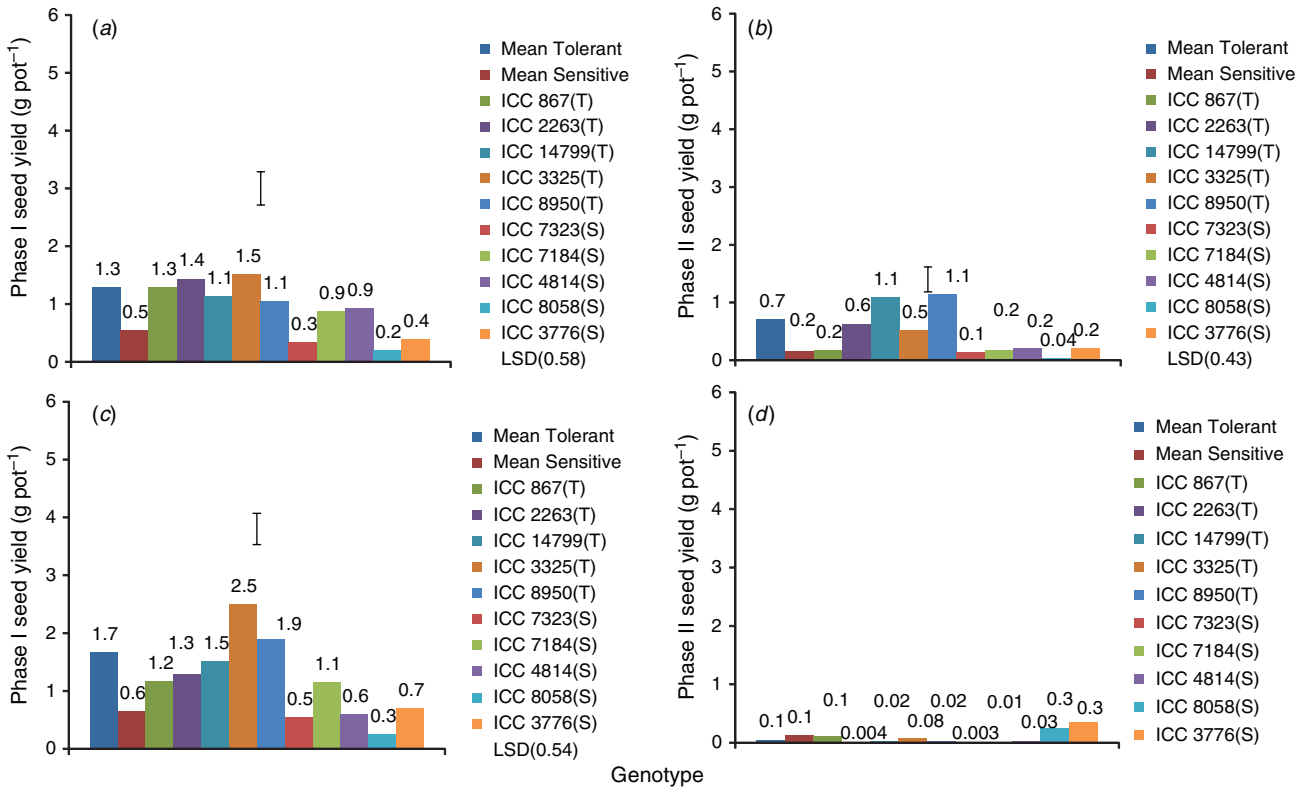 (a)
Phase I seed yield (g pot−1)
6
5
4
3
2
1
0
1.3
0.5
1.3
1.4
1.1
1.5
1.1
0.3
0.9
0.9
0.2
0.4
Mean Tolerant
Mean Sensitive
ICC 867(T)
ICC 2263(T)
ICC 14799(T)
ICC 3325(T)
ICC 8950(T)
ICC 7323(S)
ICC 7184(S)
ICC 4814(S)
ICC 8058(S)
ICC 3776(S)
LSD(0.58)
(b)
Phase II seed yield (g pot−1)
6
5
4
3
2
1
0
0.7
0.2
0.2
0.6
1.1
0.5
1.1
0.1
0.2
0.2
0.04
0.2
Mean Tolerant
Mean Sensitive
ICC 867(T)
ICC 2263(T)
ICC 14799(T)
ICC 3325(T)
ICC 8950(T)
ICC 7323(S)
ICC 7184(S)
ICC 4814(S)
ICC 8058(S)
ICC 3776(S)
LSD(0.43)
(c)
Phase I seed yield (g pot−1)
6
5
4
3
2
1
0
1.7
0.6
1.2
1.3
1.5
2.5
1.9
0.5
1.1
0.6
0.3
0.7
Mean Tolerant
Mean Sensitive
ICC 867(T)
ICC 2263(T)
ICC 14799(T)
ICC 3325(T)
ICC 8950(T)
ICC 7323(S)
ICC 7184(S)
ICC 4814(S)
ICC 8058(S)
ICC 3776(S)
LSD(0.54)
(d)
Phase II seed yield (g pot−1)
6
5
4
3
2
1
0
0.1
0.1
0.1
0.004
0.02
0.08
0.02
0.003
0.01
0.03
0.3
0.3
Mean Tolerant
Mean Sensitive
ICC 867(T)
ICC 2263(T)
ICC 14799(T)
ICC 3325(T)
ICC 8950(T)
ICC 7323(S)
ICC 7184(S)
ICC 4814(S)
ICC 8058(S)
ICC 3776(S)
Genotype